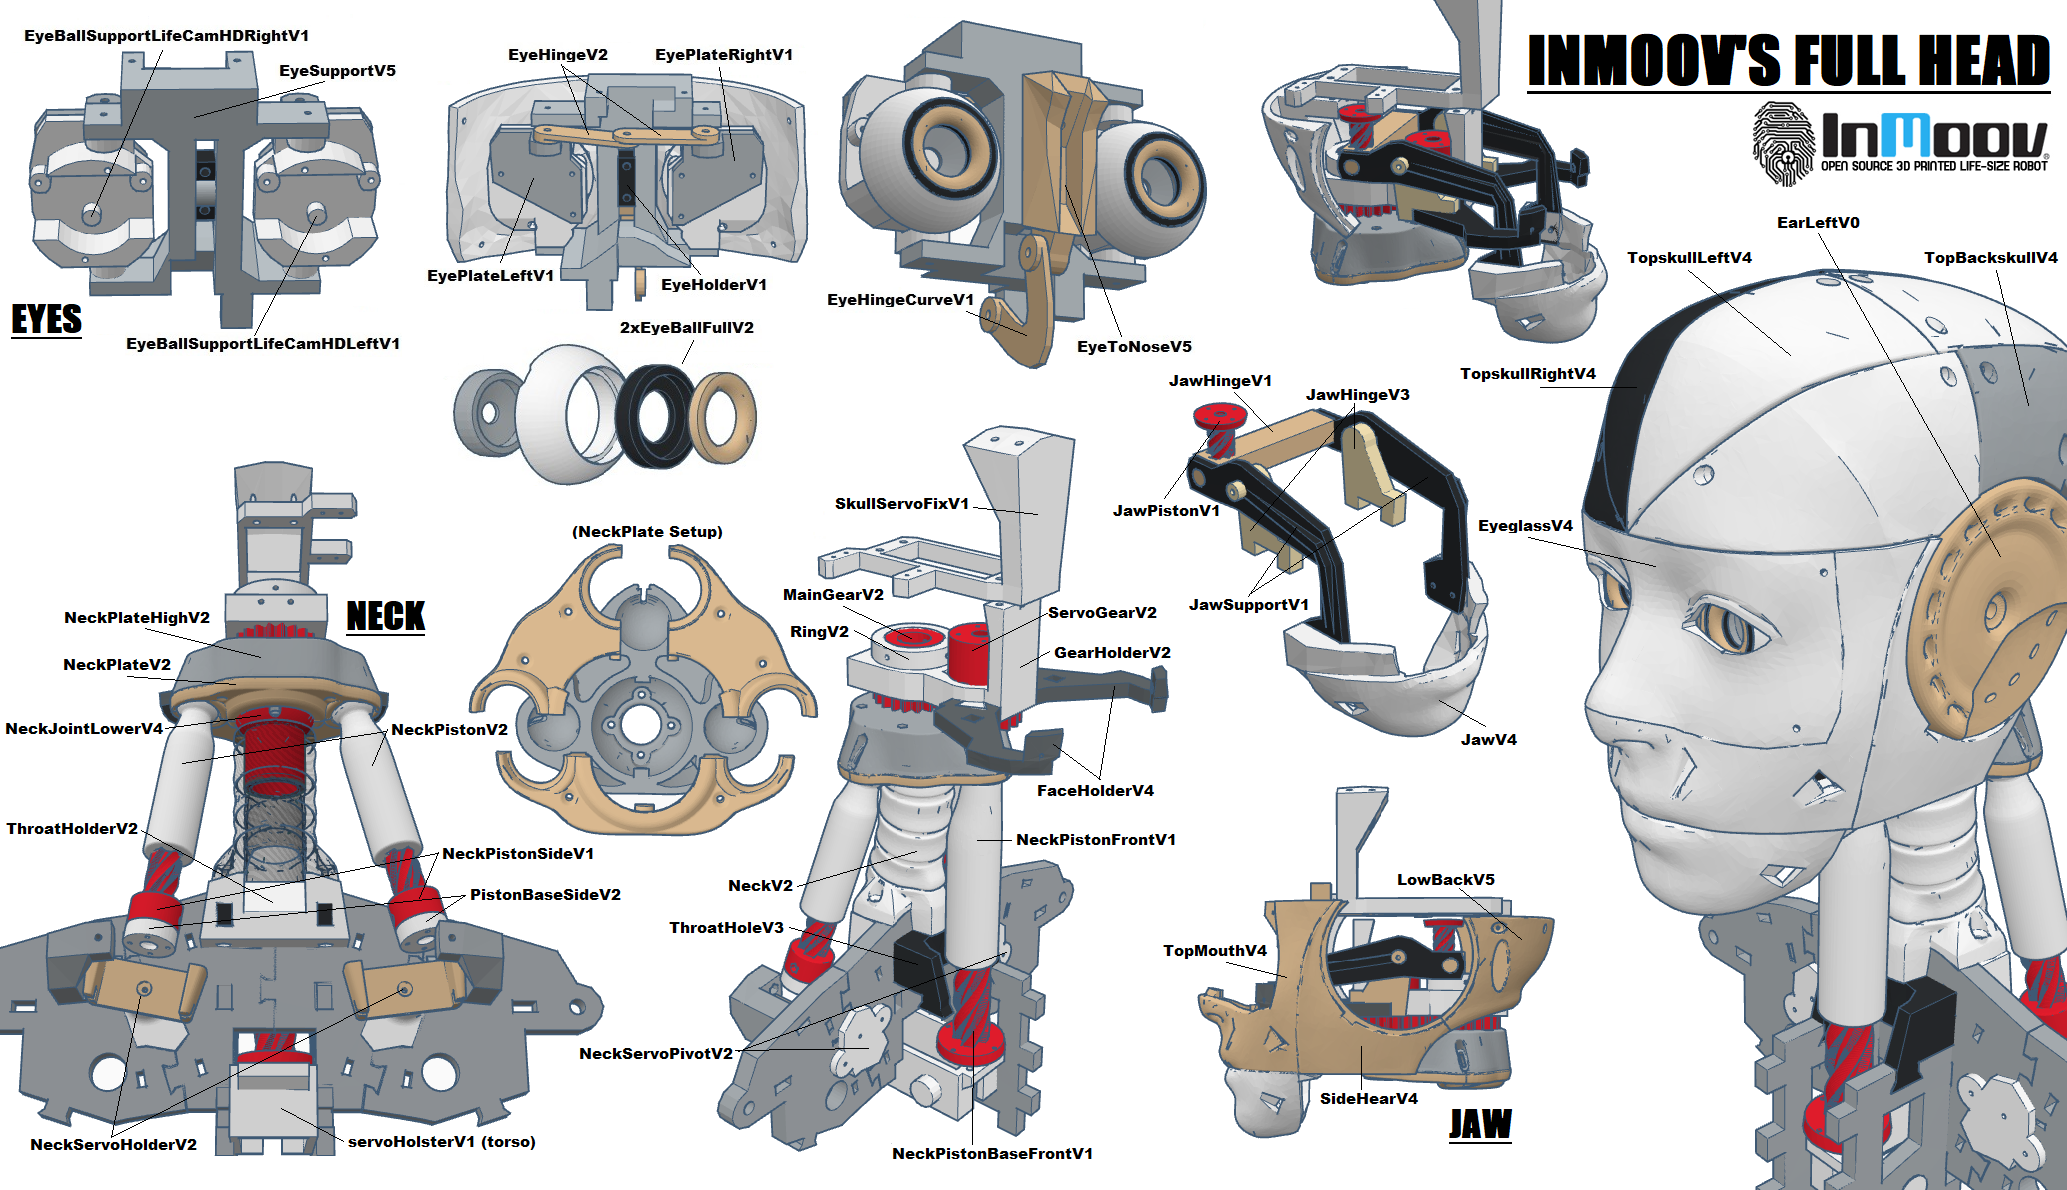 INMOOV'S FULL HEAD
InMoov
OPEN SOURCE 3D PRINTED LIFE-SIZE ROBOT
EyeBallSupportLifeCamHDRightV1
EyeSupportV5
EYES
EyeBallSupportLifeCamHDLeftV1
EyeHingeV2
EyePlateRightV1
EyePlateLeftV1
EyeHolderV1
2xEyeBallFullV2
EyeHingeCurveV1
EyeToNoseV5
EarLeftV0
TopskullLeftV4
TopBackskullV4
TopskullRightV4
EyeglassV4
JawHingeV1
JawHingeV3
JawPistonV1
JawSupportV1
JawV4
NECK
NeckPlateHighV2
NeckPlateV2
NeckJointLowerV4
NeckPistonV2
ThroatHolderV2
NeckPistonSideV1
PistonBaseSideV2
NeckServoHolderV2
servoHolsterV1 (torso)
(NeckPlate Setup)
SkullServoFixV1
MainGearV2
RingV2
ServoGearV2
GearHolderV2
FaceHolderV4
NeckPistonFrontV1
NeckV2
ThroatHoleV3
NeckServoPivotV2
NeckPistonBaseFrontV1
LowBackV5
TopMouthV4
SideHearV4
JAW